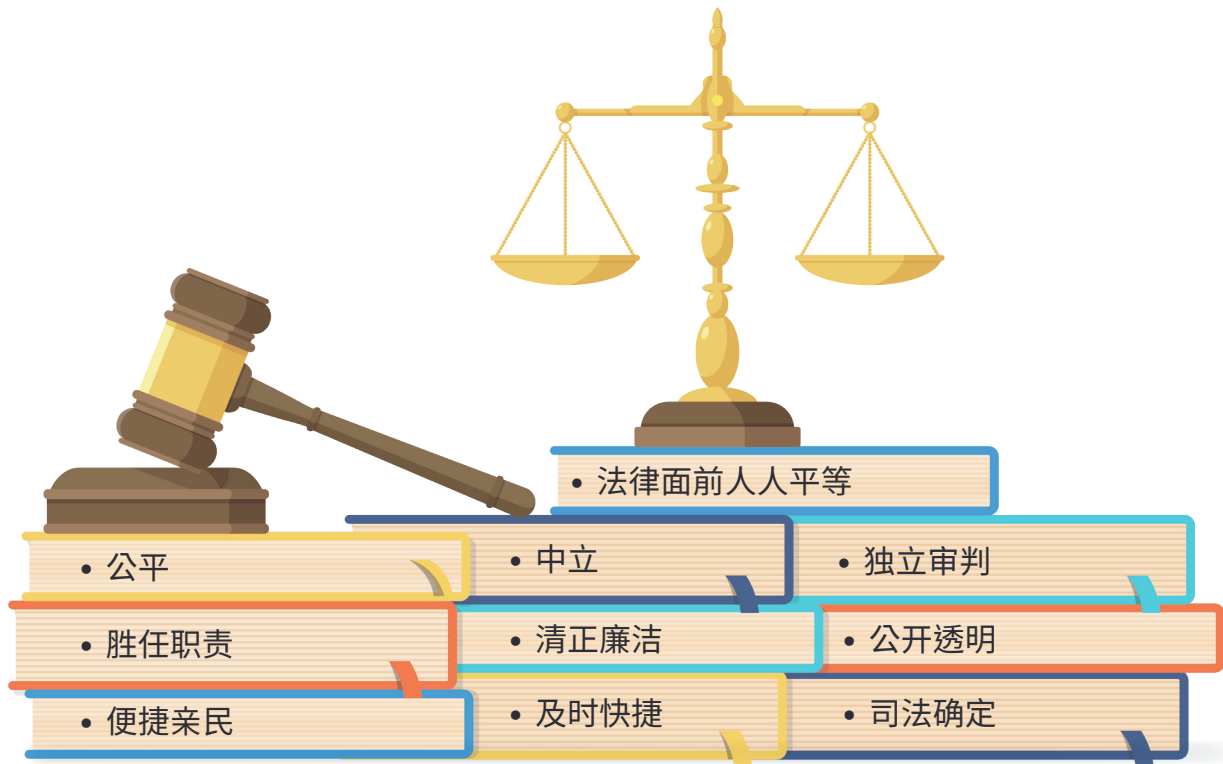 • 法律面前人人平等
• 公平
• 中立
• 独立审判
• 胜任职责
• 清正廉洁
• 公开透明
• 便捷亲民
• 及时快捷
• 司法确定